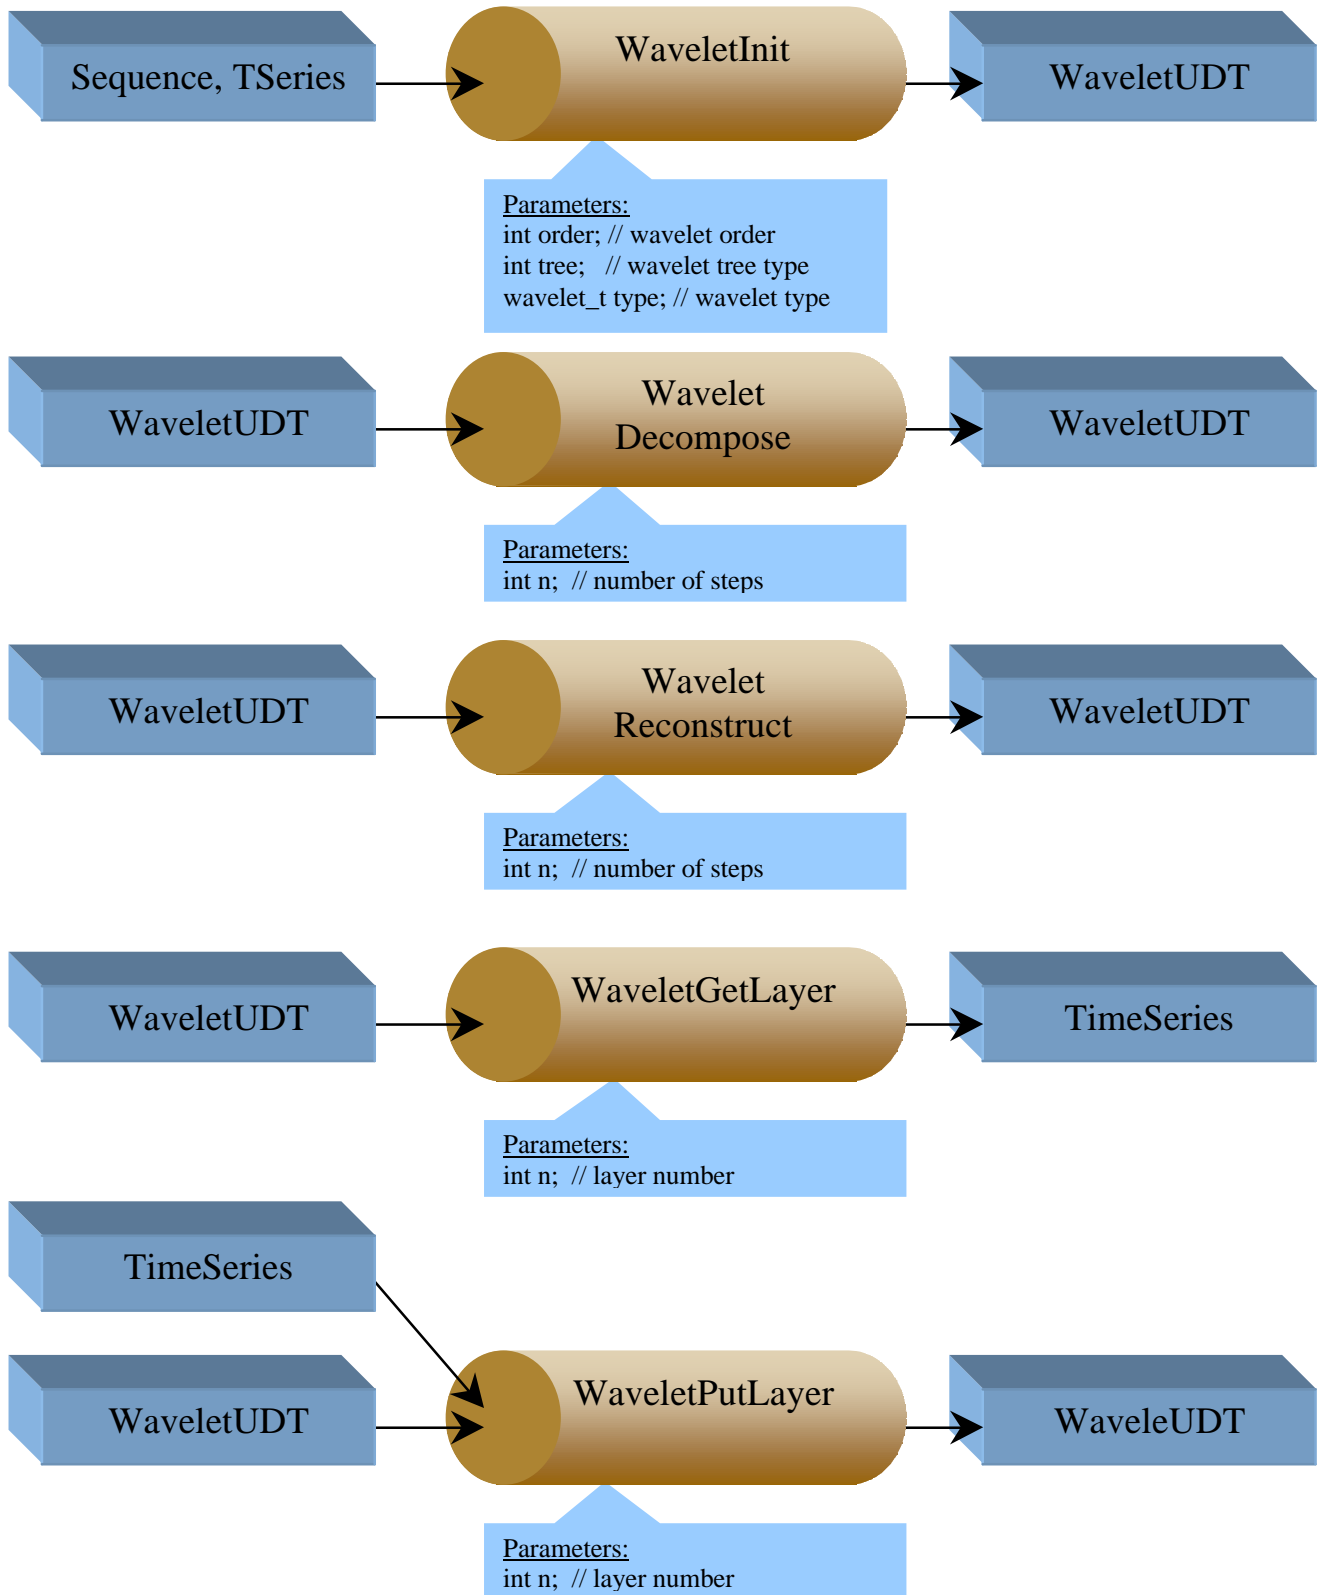 Sequence, TSeries
WaveletInit
WaveletUDT
Parameters:
int order; // wavelet order
int tree;   // wavelet tree type
wavelet_t type; // wavelet type
WaveletUDT
Wavelet
Decompose
WaveletUDT
Parameters:
int n;  // number of steps
WaveletUDT
Wavelet
Reconstruct
WaveletUDT
Parameters:
int n;  // number of steps
WaveletUDT
WaveletGetLayer
TimeSeries
Parameters:
int n;  // layer number
TimeSeries
WaveletUDT
WaveletPutLayer
WaveleUDT
Parameters:
int n;  // layer number